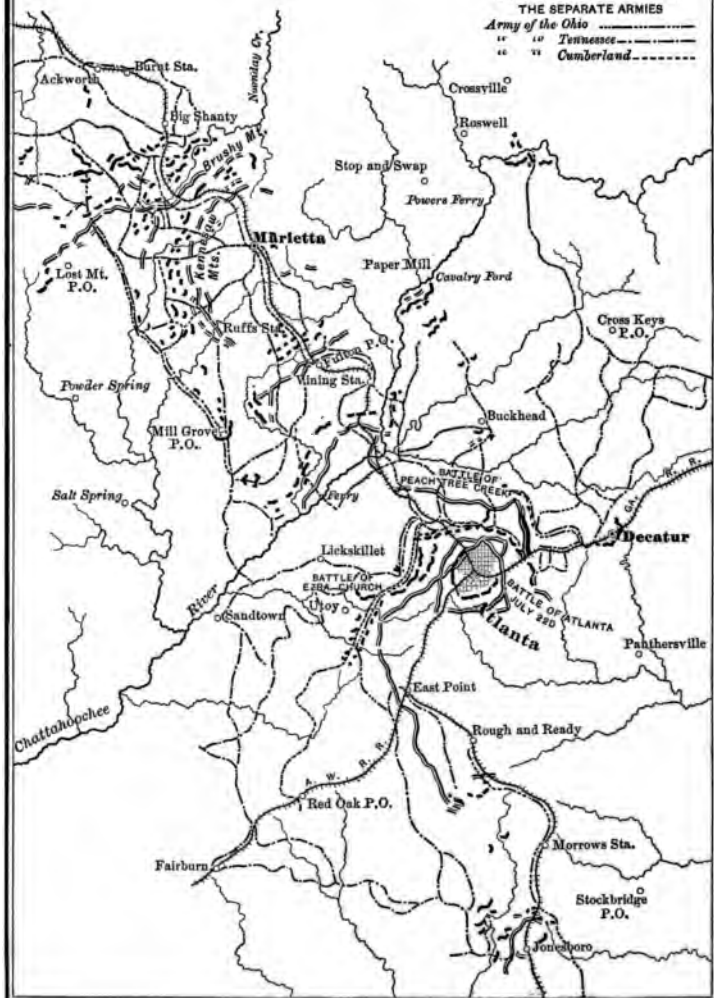 THE SEPARATE ARMIES
Army of the Ohio
" " Tennessee
" " Cumberland
Noonday Cr.
Burnt Sta.
Ackworth
Crossville
Big Shanty
Roswell
Brushy Mt.
Stop and Swap
Powers Ferry
Marietta
Kennesaw
Mts.
Paper Mill
Cavalry Ford
Lost Mt.
P.O.
Cross Keys
P.O.
Ruffs Sta.
P.O.
Vining Sta.
Powder Spring
Buckhead
Mill Grove
P.O.
BATTLE OF
PEACH TREE CREEK
GA. R. R.
Salt Spring
Ferry
Decatur
Lickskillet
BATTLE OF
EZRA CHURCH
Utoy
River
Sandtown
BATTLE OF ATLANTA
JULY 22D
Atlanta
Panthersville
East Point
Chattahoochee
Rough and Ready
A. W. R. R.
Red Oak P.O.
Morrows Sta.
Fairburn
Stockbridge
P.O.
Jonesboro